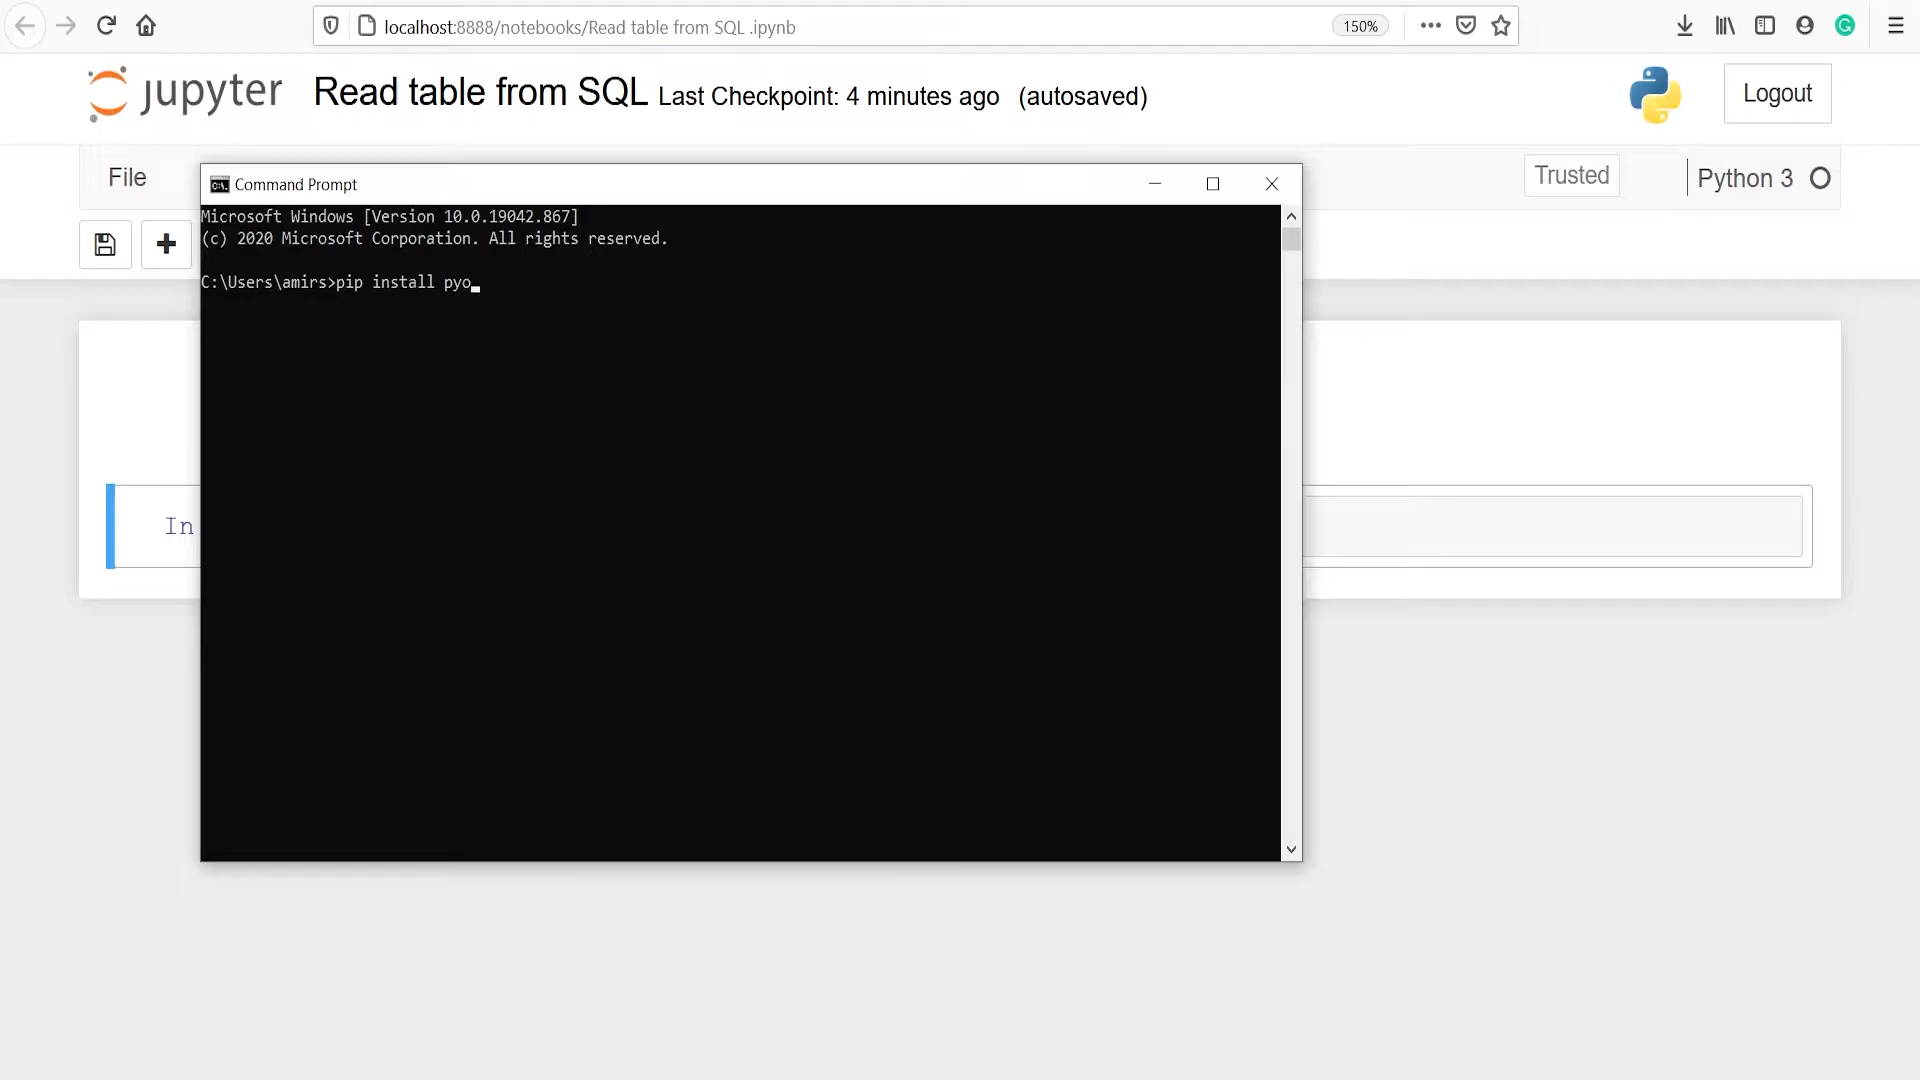 localhost:8888/notebooks/Read table from SQL .ipynb
150%
jupyter
Read table from SQL Last Checkpoint: 4 minutes ago (autosaved)
Logout
File
Trusted
Python 3
Command Prompt
Microsoft Windows [Version 10.0.19042.867]
(c) 2020 Microsoft Corporation. All rights reserved.
C:\Users\amirs>pip install pyo
In